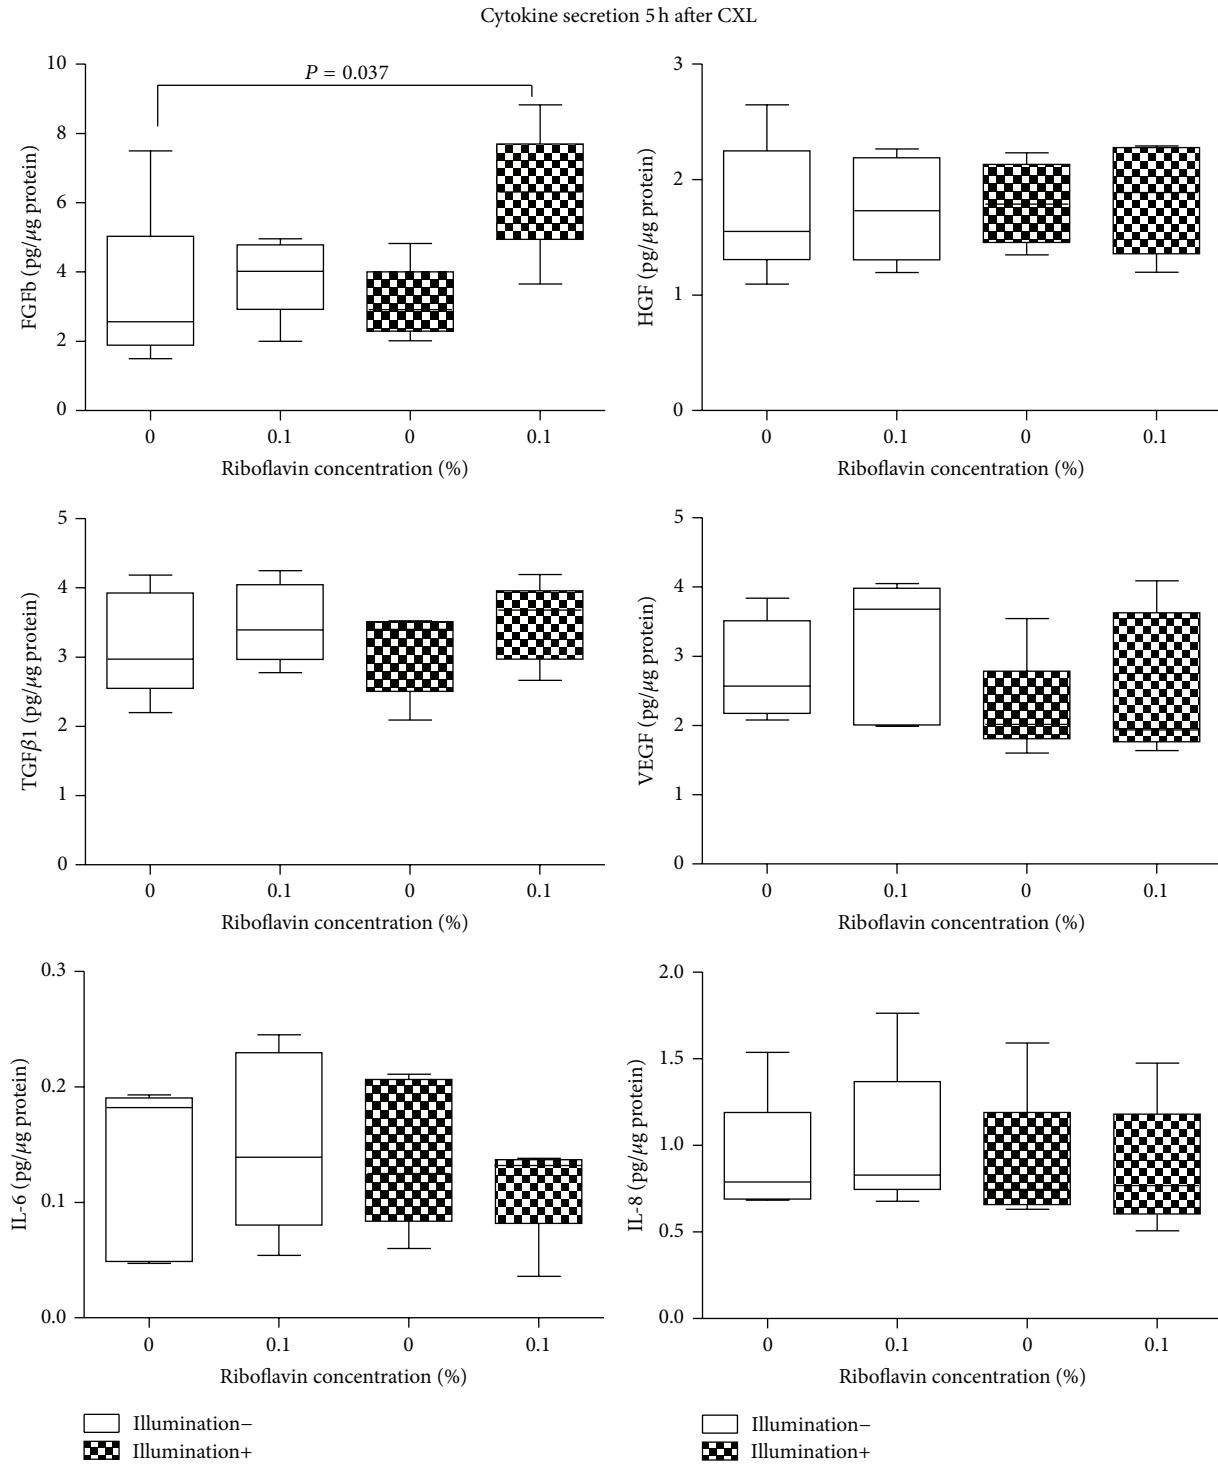 Cytokine secretion 5 h after CXL
P = 0.037
FGFb (pg/μg protein)
10
8
6
4
2
0
0 0.1 0 0.1
Riboflavin concentration (%)
HGF (pg/μg protein)
3
2
1
0
0 0.1 0 0.1
Riboflavin concentration (%)
TGFβ1 (pg/μg protein)
5
4
3
2
1
0
0 0.1 0 0.1
Riboflavin concentration (%)
VEGF (pg/μg protein)
5
4
3
2
1
0
0 0.1 0 0.1
Riboflavin concentration (%)
IL-6 (pg/μg protein)
0.3
0.2
0.1
0.0
0 0.1 0 0.1
Riboflavin concentration (%)
IL-8 (pg/μg protein)
2.0
1.5
1.0
0.5
0.0
0 0.1 0 0.1
Riboflavin concentration (%)
Illumination−
Illumination+
Illumination−
Illumination+